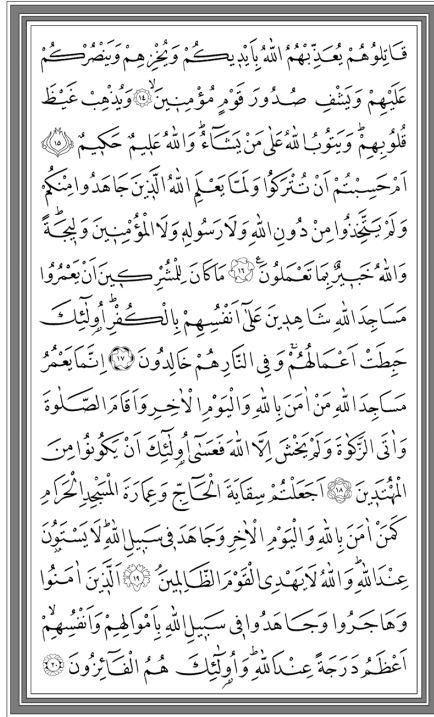 قَاتِلُوهُمْ يُعَذِّبْهُمُ اللّٰهُ بِاَيْدٖيكُمْ وَيُخْزِهِمْ وَيَنْصُرْكُمْ
عَلَيْهِمْ وَيَشْفِ صُدُورَ قَوْمٍ مُؤْمِنٖينَۙ ﴿١٤﴾ وَيُذْهِبْ غَيْظَ
قُلُوبِهِمْؕ وَيَتُوبُ اللّٰهُ عَلٰى مَنْ يَشَٓاءُؕ وَاللّٰهُ عَلٖيمٌ حَكٖيمٌ ﴿١٥﴾
اَمْ حَسِبْتُمْ اَنْ تُتْرَكُوا وَلَمَّا يَعْلَمِ اللّٰهُ الَّذٖينَ جَاهَدُوا مِنْكُمْ
وَلَمْ يَتَّخِذُوا مِنْ دُونِ اللّٰهِ وَلَا رَسُولِهٖ وَلَا الْمُؤْمِنٖينَ وَلٖيجَةًؕ
وَاللّٰهُ خَبٖيرٌ بِمَا تَعْمَلُونَࣖ ﴿١٦﴾ مَا كَانَ لِلْمُشْرِكٖينَ اَنْ يَعْمُرُوا
مَسَاجِدَ اللّٰهِ شَاهِدٖينَ عَلٰٓى اَنْفُسِهِمْ بِالْكُفْرِؕ اُو۬لٰٓئِكَ
حَبِطَتْ اَعْمَالُهُمْۚ وَفِي النَّارِ هُمْ خَالِدُونَ ﴿١٧﴾ اِنَّمَا يَعْمُرُ
مَسَاجِدَ اللّٰهِ مَنْ اٰمَنَ بِاللّٰهِ وَالْيَوْمِ الْاٰخِرِ وَاَقَامَ الصَّلٰوةَ
وَاٰتَى الزَّكٰوةَ وَلَمْ يَخْشَ اِلَّا اللّٰهَ فَعَسٰٓى اُو۬لٰٓئِكَ اَنْ يَكُونُوا مِنَ
الْمُهْتَدٖينَ ﴿١٨﴾ اَجَعَلْتُمْ سِقَايَةَ الْحَٓاجِّ وَعِمَارَةَ الْمَسْجِدِ الْحَرَامِ
كَمَنْ اٰمَنَ بِاللّٰهِ وَالْيَوْمِ الْاٰخِرِ وَجَاهَدَ فٖي سَبٖيلِ اللّٰهِؕ لَا يَسْتَوُ۫نَ
عِنْدَ اللّٰهِؕ وَاللّٰهُ لَا يَهْدِي الْقَوْمَ الظَّالِمٖينَۘ ﴿١٩﴾ اَلَّذٖينَ اٰمَنُوا
وَهَاجَرُوا وَجَاهَدُوا فٖي سَبٖيلِ اللّٰهِ بِاَمْوَالِهِمْ وَاَنْفُسِهِمْۙ
اَعْظَمُ دَرَجَةً عِنْدَ اللّٰهِؕ وَاُو۬لٰٓئِكَ هُمُ الْفَٓائِزُونَ ﴿٢٠﴾